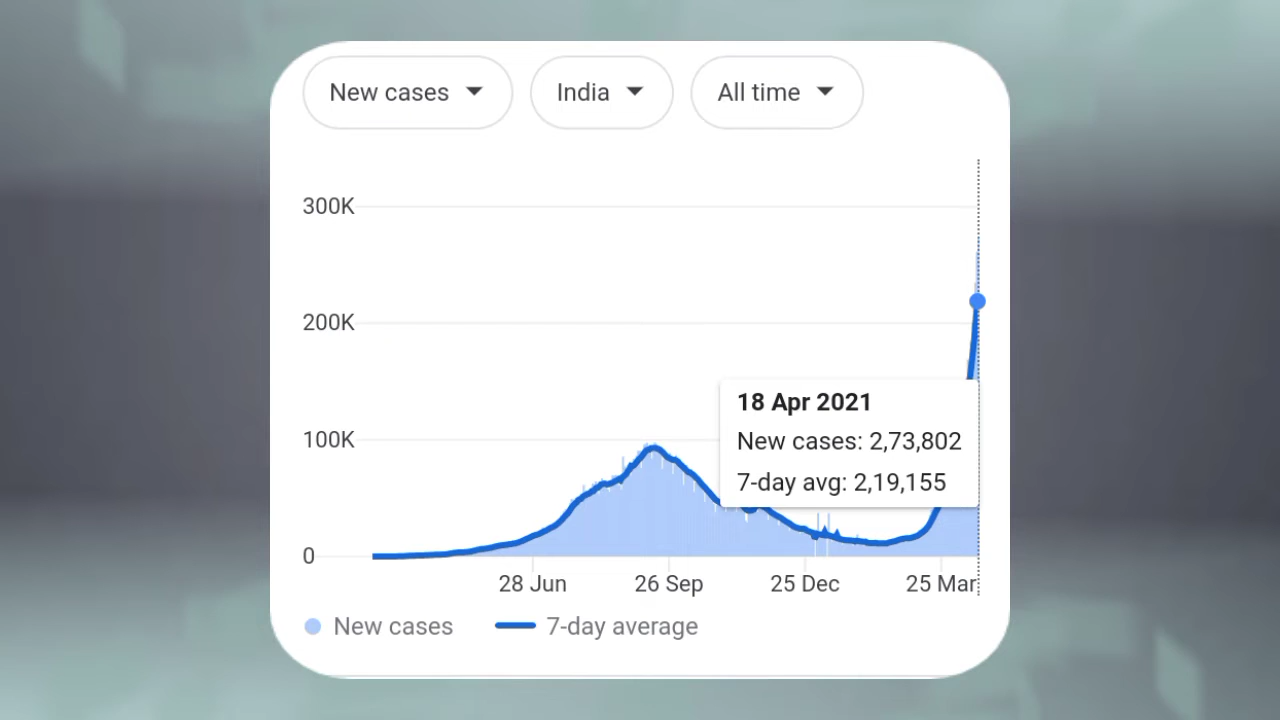 New cases India All time
300K
200K
18 Apr 2021
New cases: 2,73,802
100K
7-day avg: 2,19,155
0
28 Jun 26 Sep 25 Dec 25 Mar
New cases 7-day average